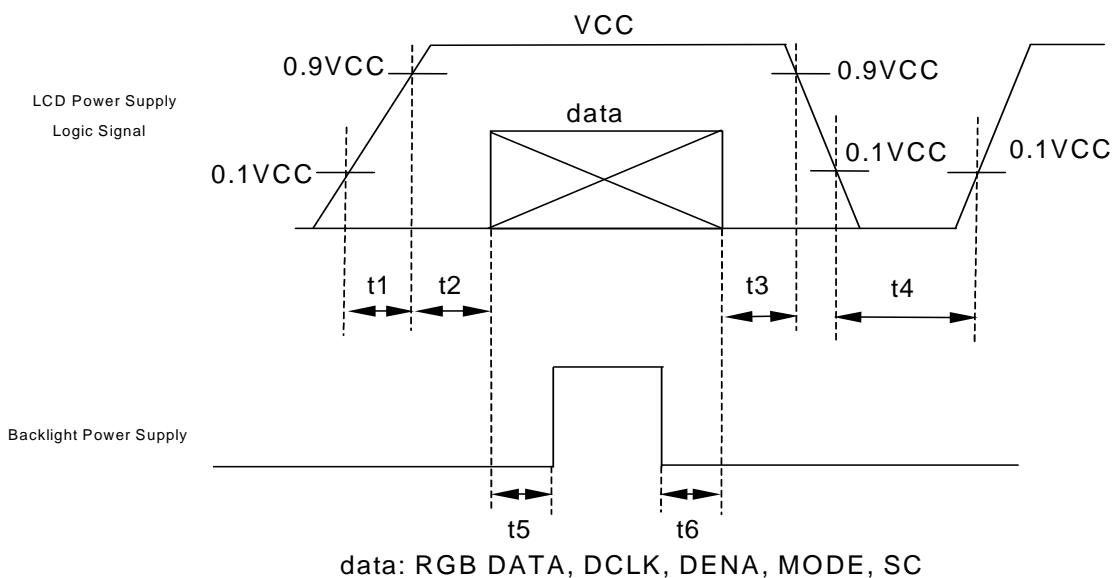 VCC
0.9VCC
0.9VCC
LCD Power Supply
Logic Signal
data
0.1VCC
0.1VCC
0.1VCC
t1
t2
t3
t4
Backlight Power Supply
t5
t6
data: RGB DATA, DCLK, DENA, MODE, SC